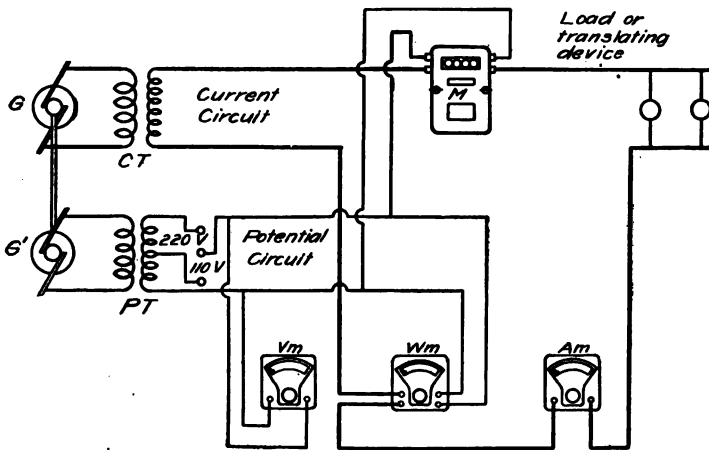 Load or
translating
device
G
Current
Circuit
M
CT
G'
220 V
110 V
Potential
Circuit
PT
Vm
Wm
Am